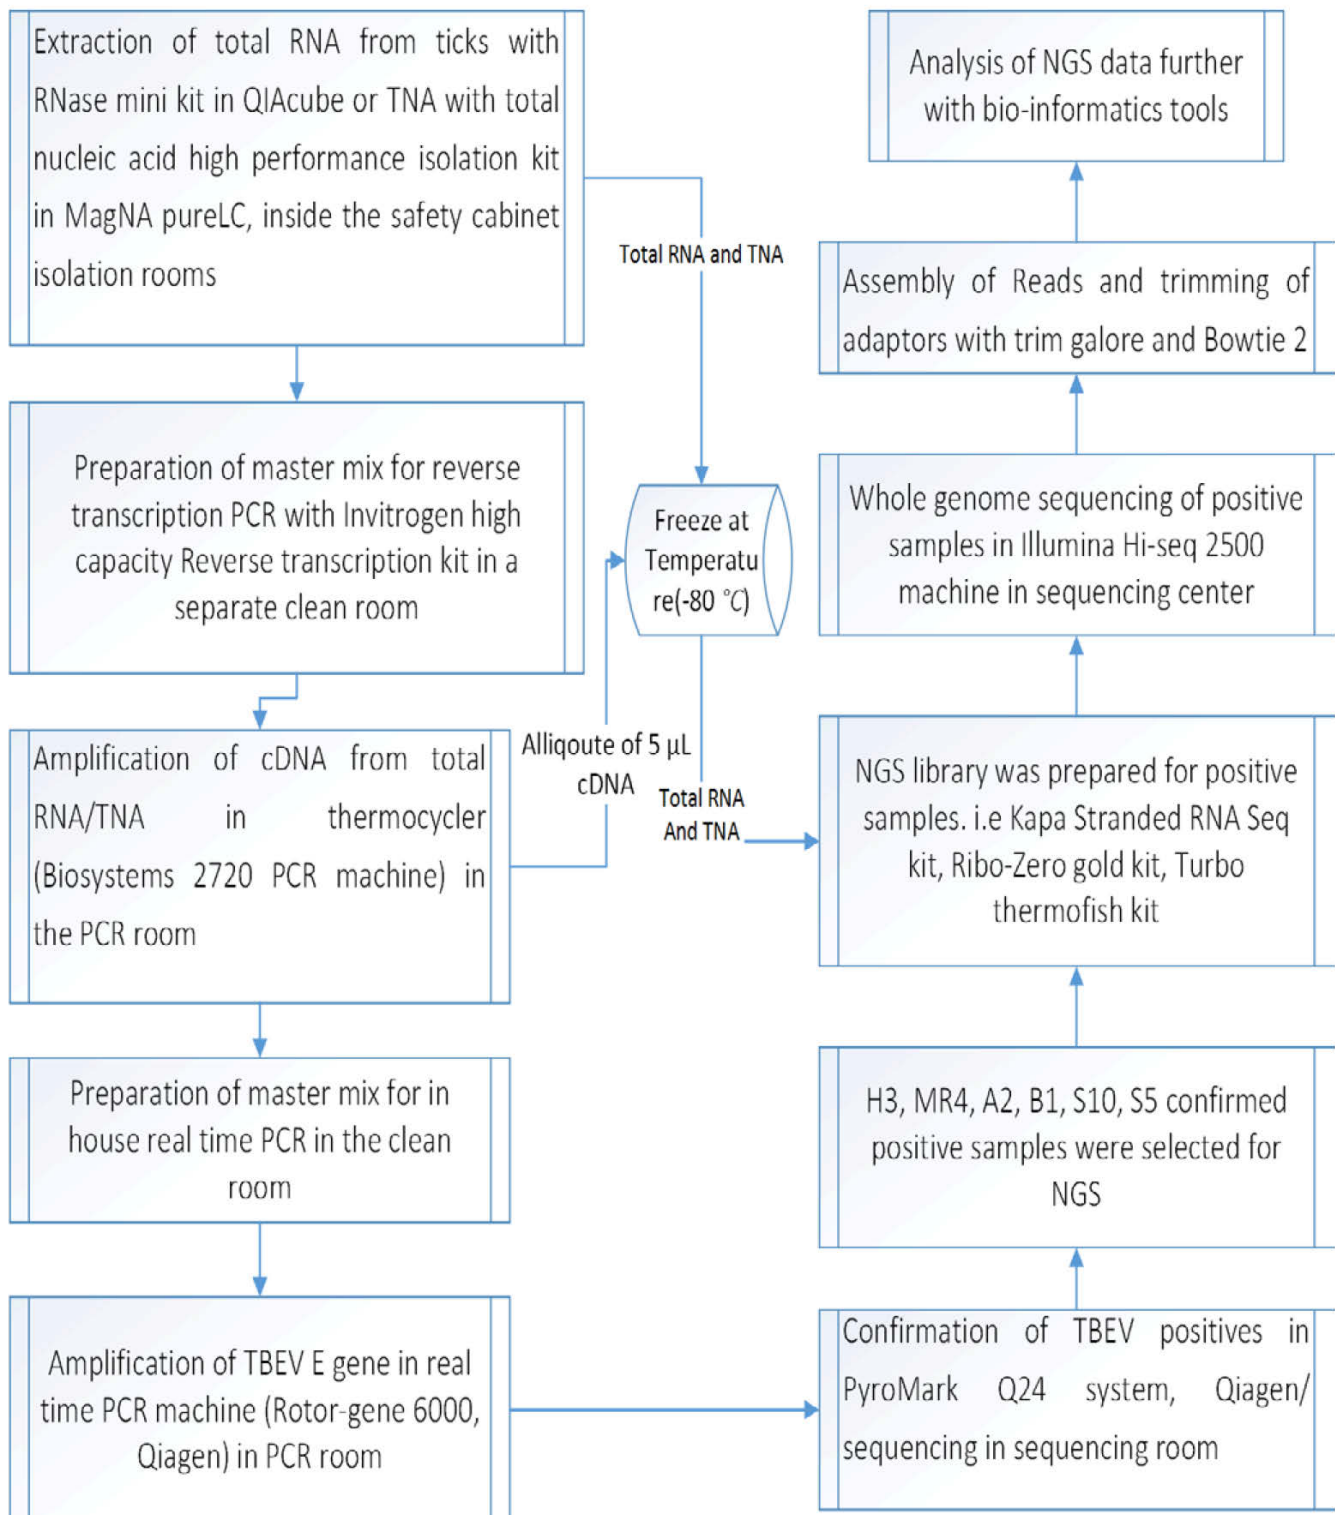 Extraction of total RNA from ticks with
RNase mini kit in QIAcube or TNA with total
nucleic acid high performance isolation kit
in MagNA pureLC, inside the safety cabinet
isolation rooms
Preparation of master mix for reverse
transcription PCR with Invitrogen high
capacity Reverse transcription kit in a
separate clean room
Amplification of cDNA from total
RNA/TNA in thermocycler
(Biosystems 2720 PCR machine) in
the PCR room
Preparation of master mix for in
house real time PCR in the clean
room
Amplification of TBEV E gene in real
time PCR machine (Rotor-gene 6000,
Qiagen) in PCR room
Total RNA and TNA
Freeze at
Temperatu
re(-80 °C)
Alliqoute of 5 µL
cDNA
Total RNA
And TNA
Analysis of NGS data further
with bio-informatics tools
Assembly of Reads and trimming of
adaptors with trim galore and Bowtie 2
Whole genome sequencing of positive
samples in Illumina Hi-seq 2500
machine in sequencing center
NGS library was prepared for positive
samples. i.e Kapa Stranded RNA Seq
kit, Ribo-Zero gold kit, Turbo
thermofish kit
H3, MR4, A2, B1, S10, S5 confirmed
positive samples were selected for
NGS
Confirmation of TBEV positives in
PyroMark Q24 system, Qiagen/
sequencing in sequencing room